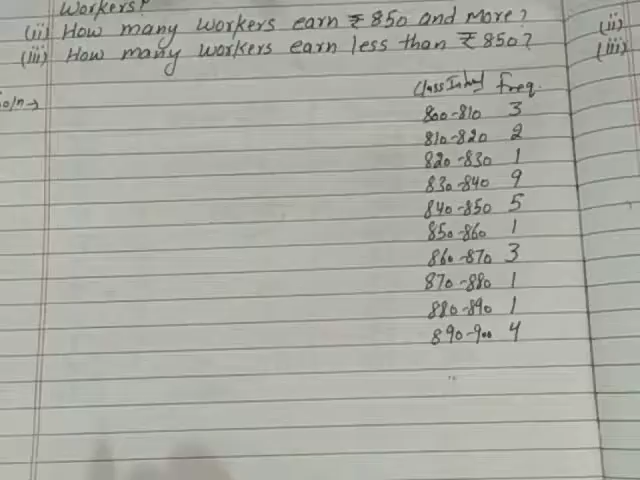 Workers?
(ii) How many workers earn ₹850 and more?
(iii) How many workers earn less than ₹850?
(ii)
(iii)
Class Freq.
800-810 3
810-820 2
820-830 1
830-840 9
840-850 5
850-860 1
860-870 3
870-880 1
880-890 1
890-900 4